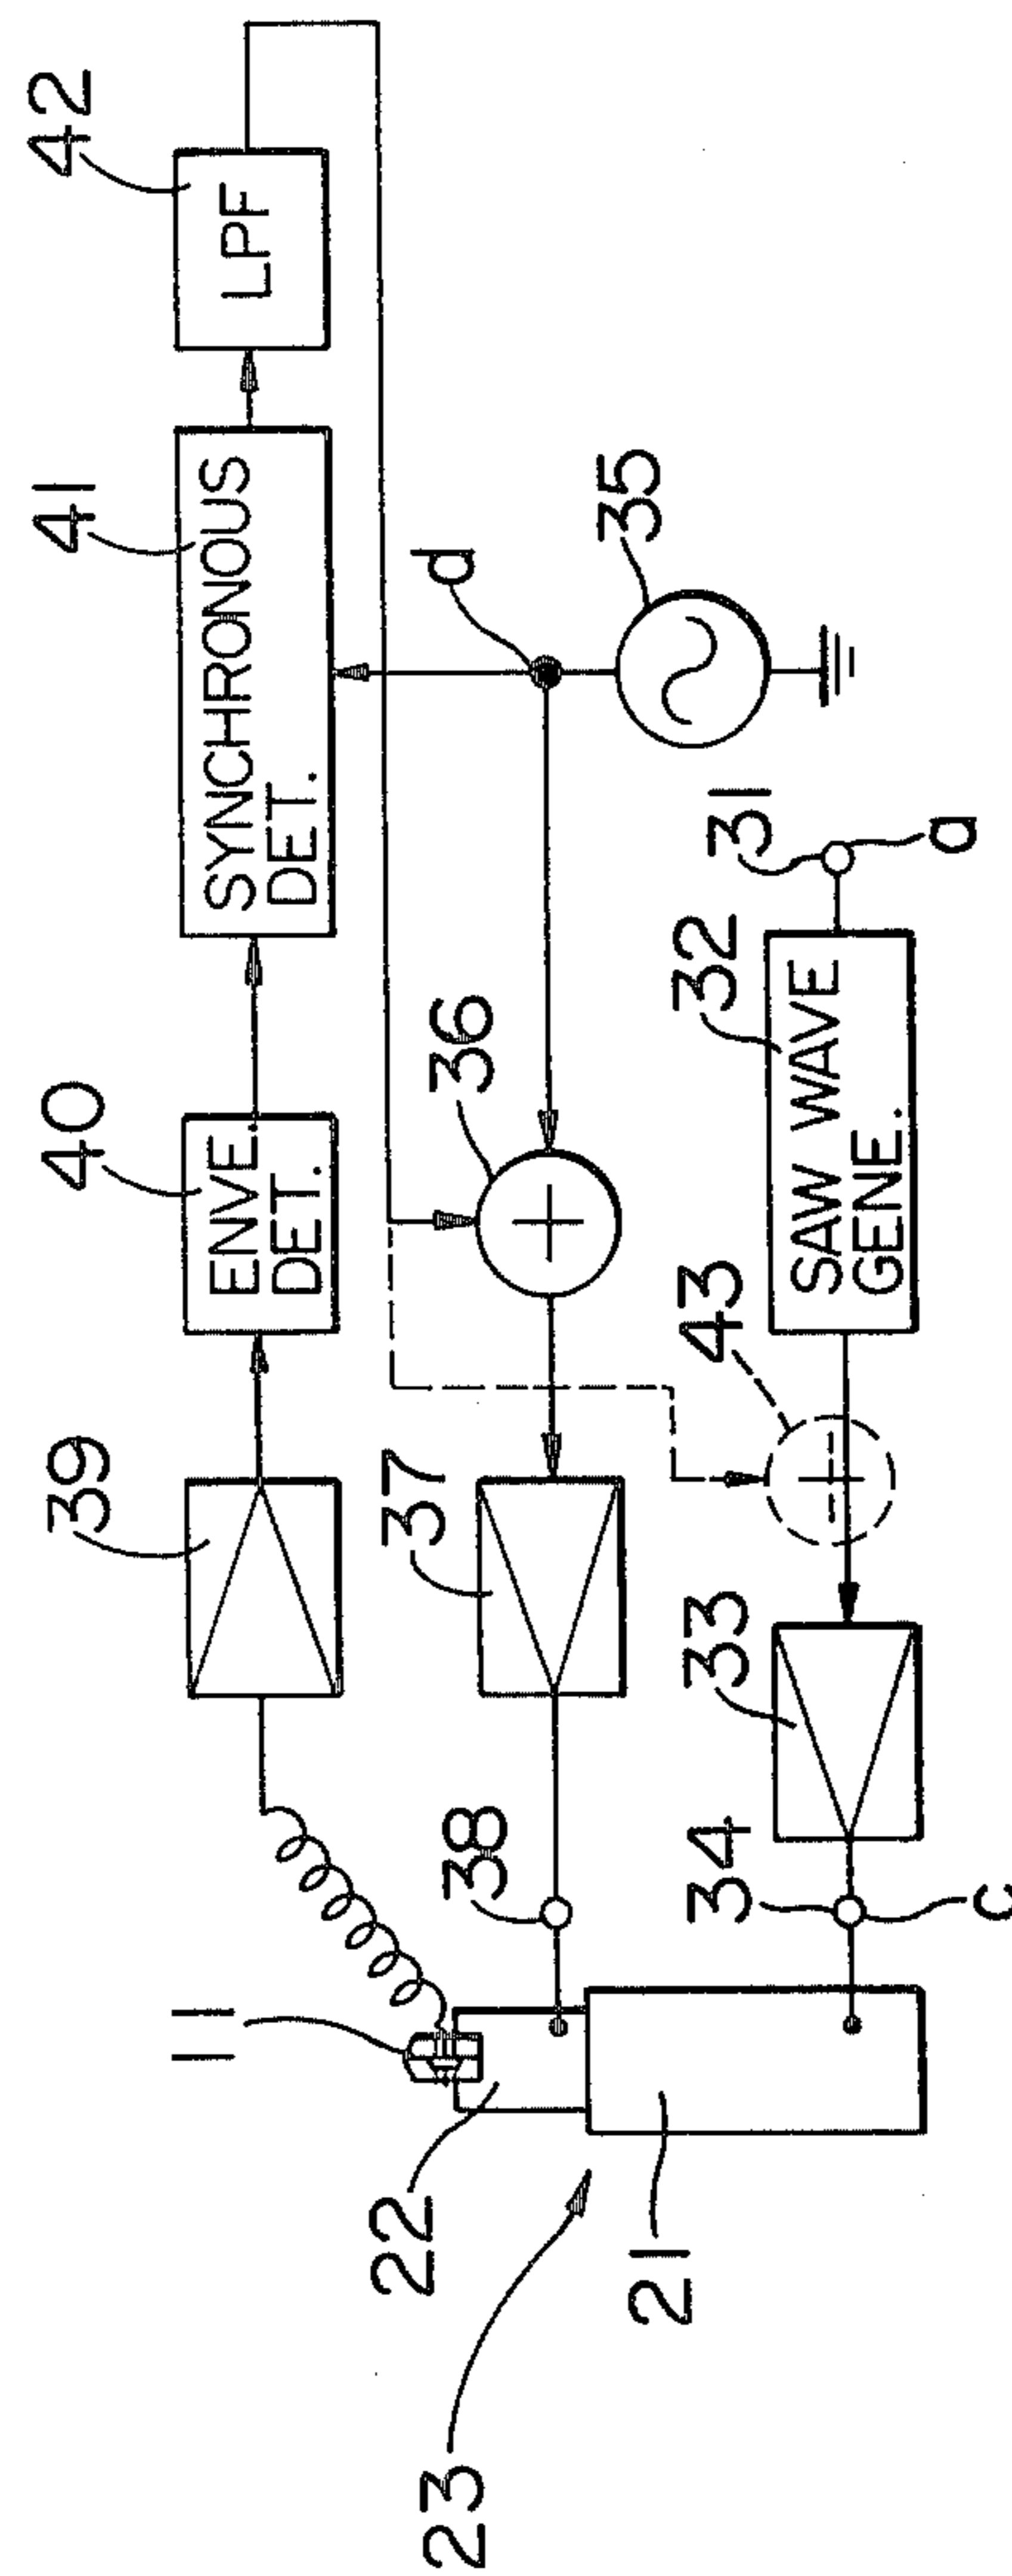 39
40
ENVE.
DET.
41
SYNCHRONOUS
DET.
42
LPF
11
22
38
37
36
d
35
23
21
34
c
33
43
32
SAW WAVE
GENE.
31
a